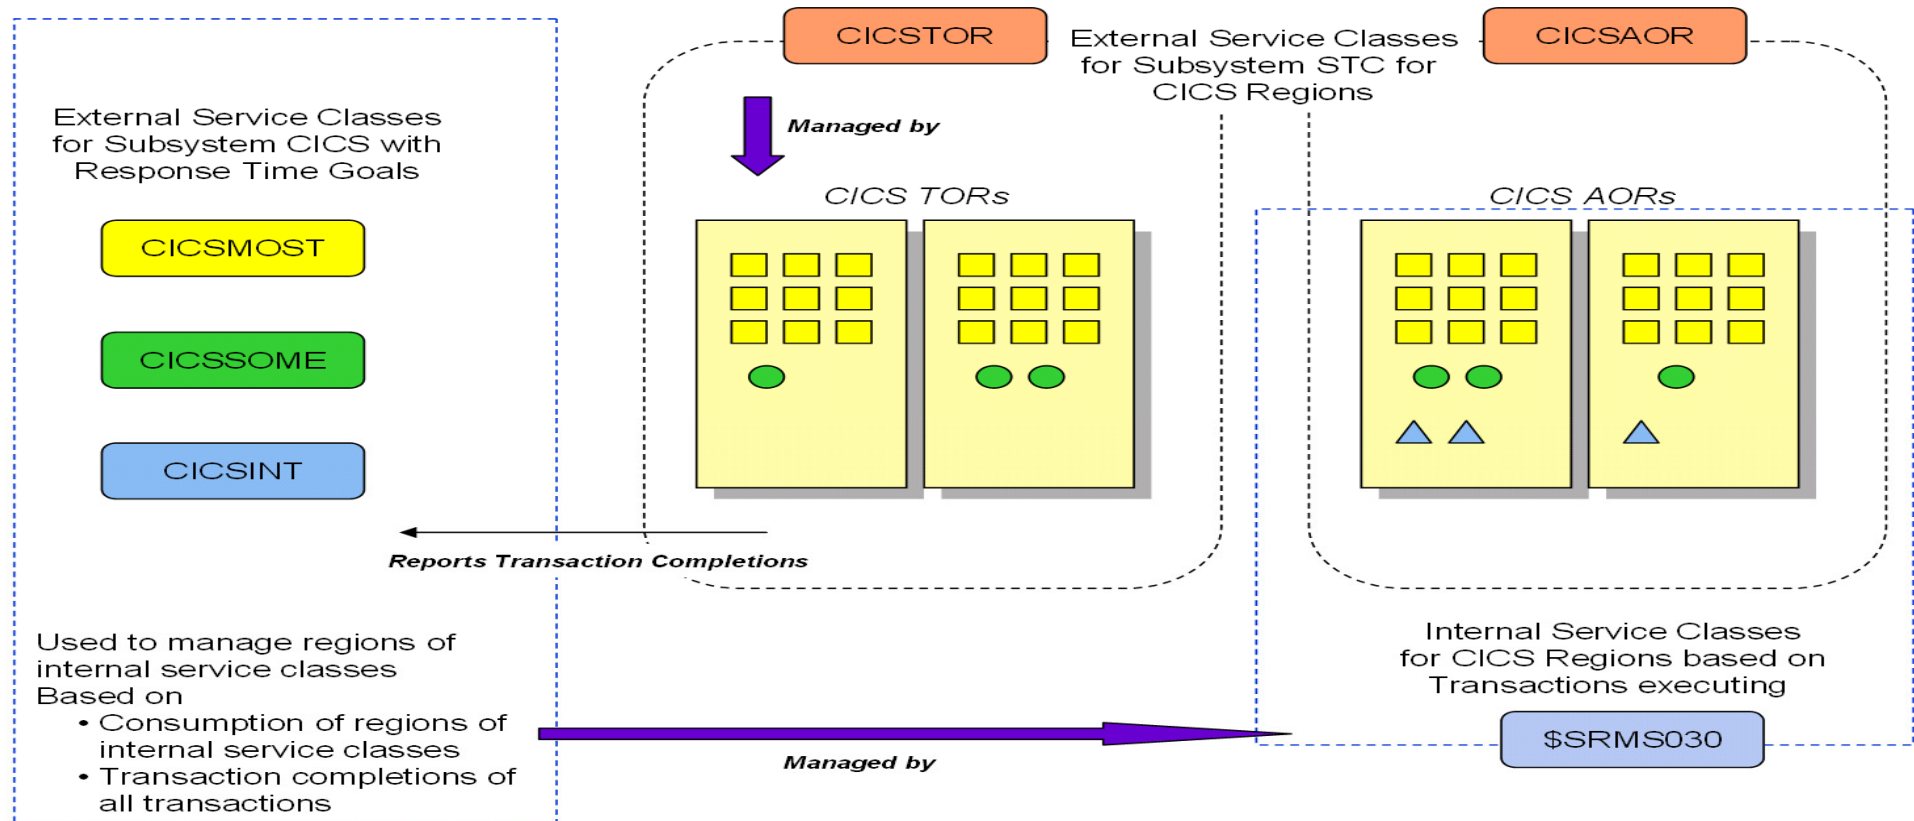 CICSTOR
External Service Classes
for Subsystem STC for
CICS Regions
CICSAOR
External Service Classes
for Subsystem CICS with
Response Time Goals
Managed by
CICS TORs
CICS AORs
CICSMOST
CICSSOME
CICSINT
Reports Transaction Completions
Used to manage regions of
internal service classes
Based on
• Consumption of regions of
internal service classes
• Transaction completions of
all transactions
Managed by
Internal Service Classes
for CICS Regions based on
Transactions executing
$SRMS030